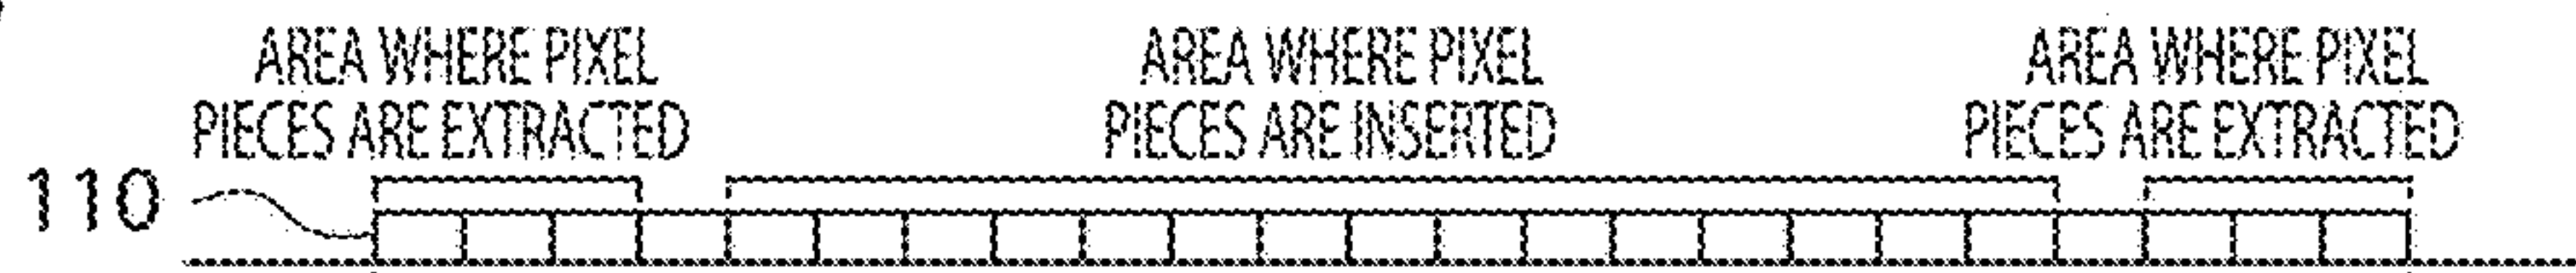 AREA WHERE PIXEL
PIECES ARE EXTRACTED
AREA WHERE PIXEL
PIECES ARE INSERTED
AREA WHERE PIXEL
PIECES ARE EXTRACTED
110